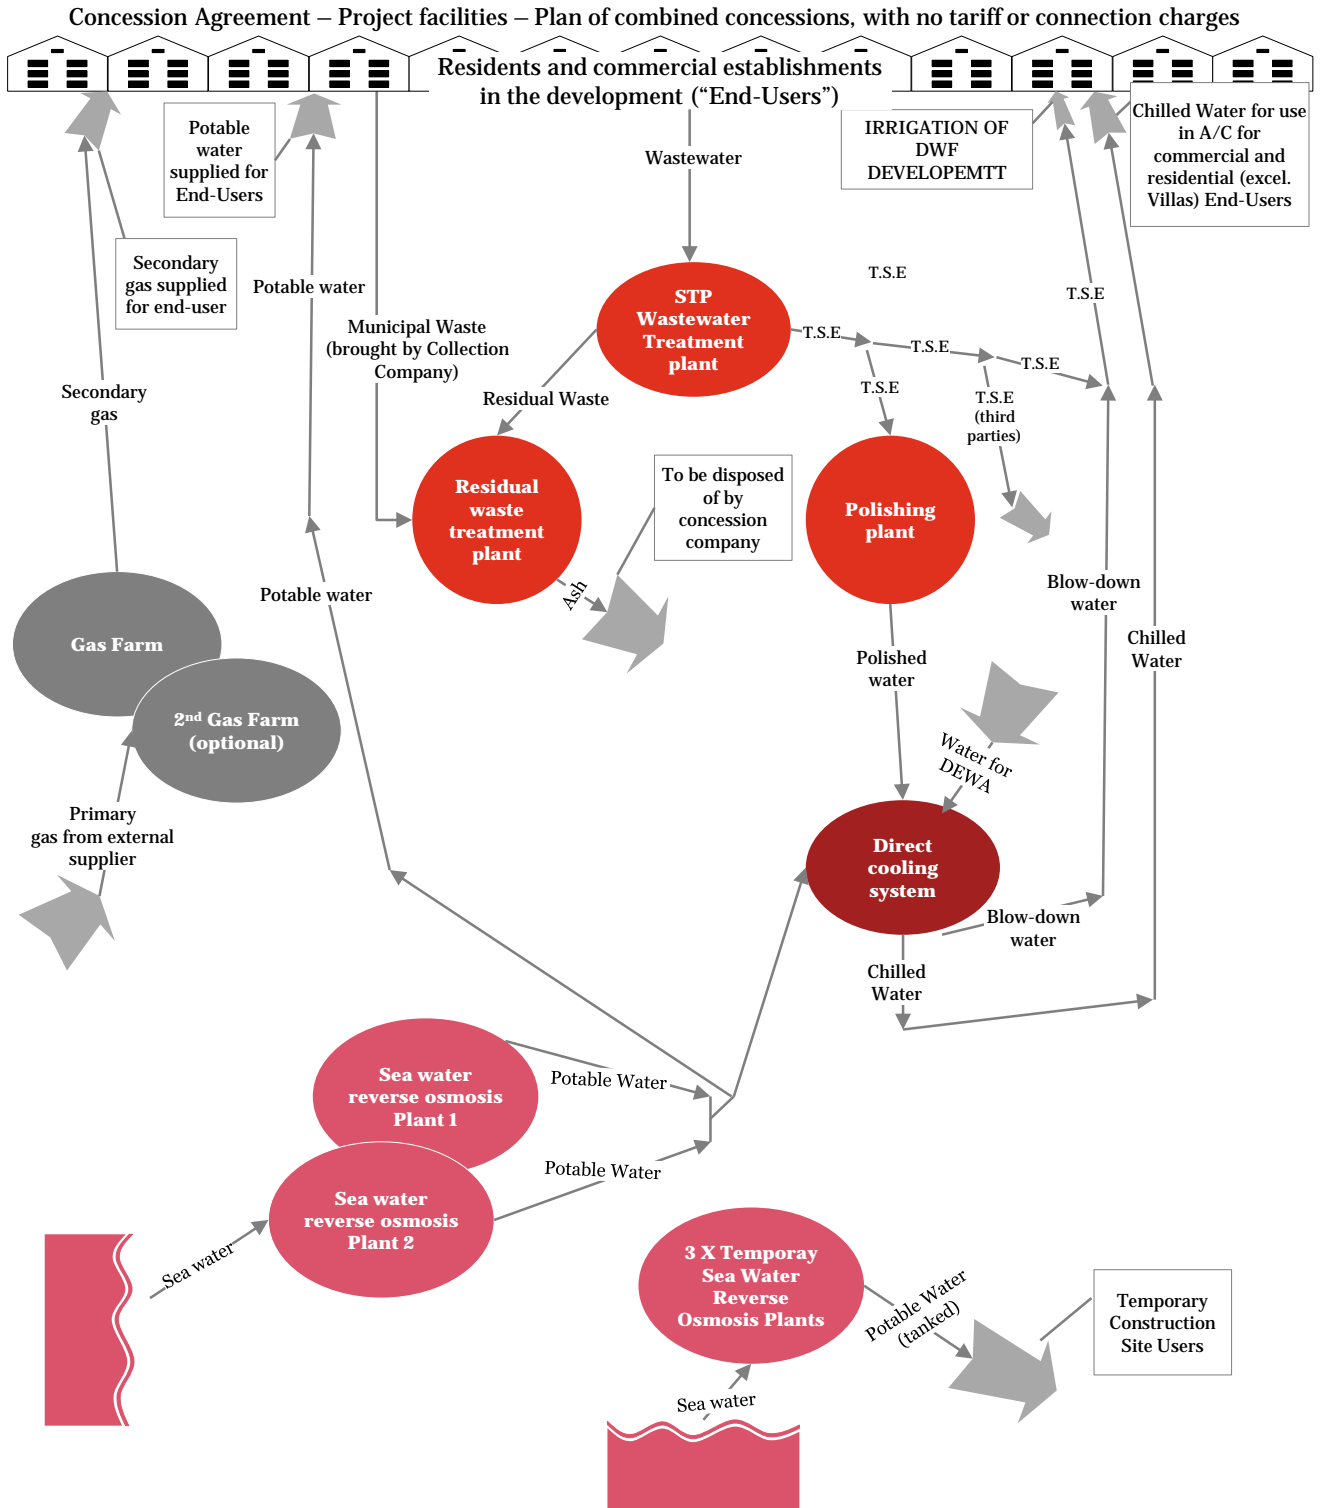 Concession Agreement – Project facilities – Plan of combined concessions, with no tariff or connection charges
Residents and commercial establishments
in the development (“End-Users”)
Potable
water
supplied for
End-Users
Wastewater
IRRIGATION OF
DWF
DEVELOPEMTT
Chilled Water for use
in A/C for
commercial and
residential (excel.
Villas) End-Users
Secondary
gas supplied
for end-user
Potable water
Municipal Waste
(brought by Collection
Company)
STP
Wastewater
Treatment
plant
T.S.E
T.S.E
T.S.E
T.S.E
T.S.E
T.S.E
T.S.E
(third
parties)
Secondary
gas
Residual Waste
Residual
waste
treatment
plant
To be disposed
of by
concession
company
Polishing
plant
Ash
Potable water
Blow-down
water
Chilled
Water
Gas Farm
2nd Gas Farm
(optional)
Polished
water
Water for
DEWA
Primary
gas from external
supplier
Direct
cooling
system
Blow-down
water
Chilled
Water
Sea water
reverse osmosis
Plant 1
Potable Water
Sea water
reverse osmosis
Plant 2
Potable Water
Sea water
3 X Temporay
Sea Water
Reverse
Osmosis Plants
Potable Water
(tanked)
Temporary
Construction
Site Users
Sea water